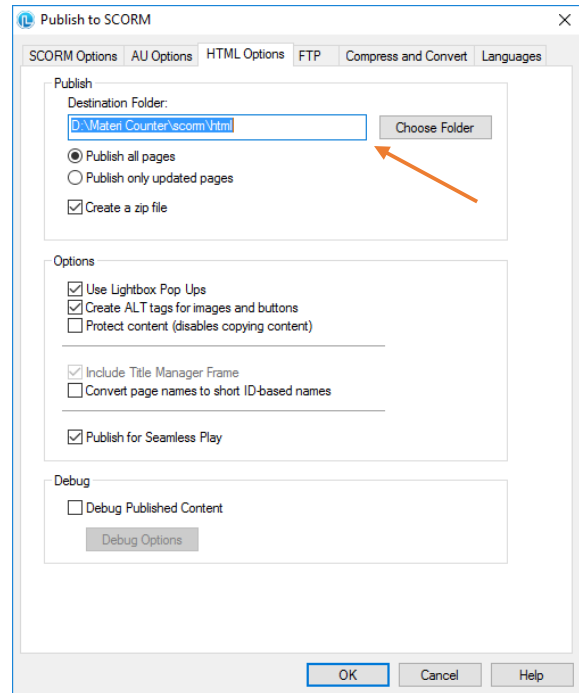 Publish to SCORM
SCORM Options AU Options HTML Options FTP Compress and Convert Languages
Publish
Destination Folder:
D:\Materi Counter\scorm\html Choose Folder
Publish all pages
Publish only updated pages
Create a zip file
Options
Use Lightbox Pop Ups
Create ALT tags for images and buttons
Protect content (disables copying content)
Include Title Manager Frame
Convert page names to short ID-based names
Publish for Seamless Play
Debug
Debug Published Content
Debug Options
OK Cancel Help